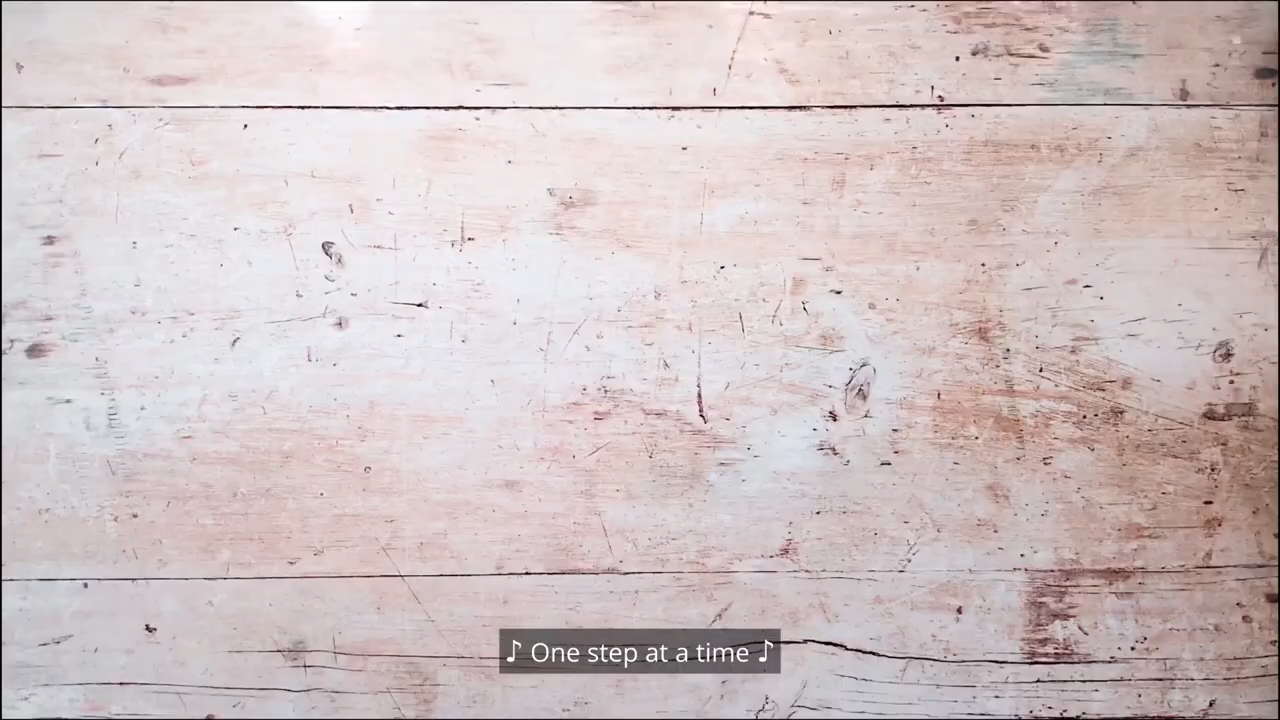 ♪ One step at a time ♪